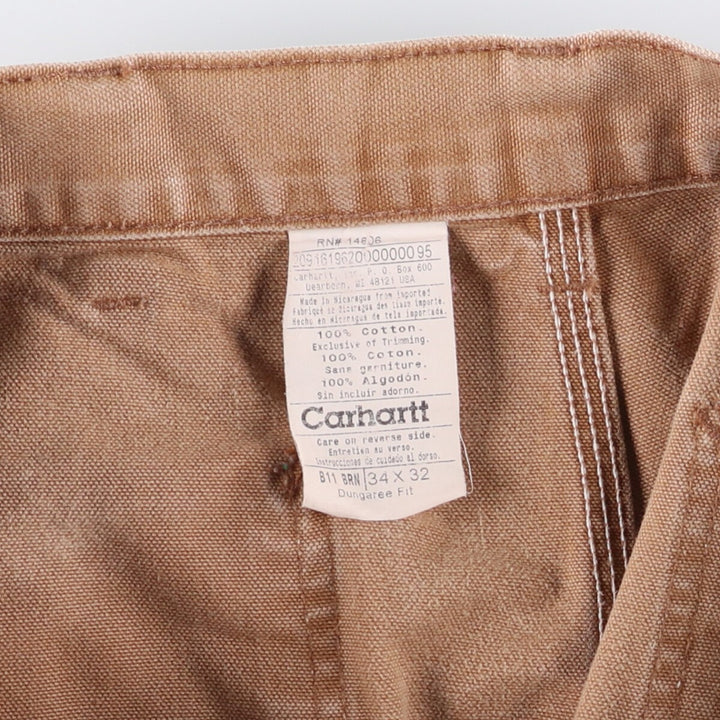 RN# 14806
2091619620000000095
Carhartt, Inc. P. O. Box 600
Dearborn, MI 48121 USA
Made in Nicaragua from imported
Fabriqué au Nicaragua des tissus importe.
Hecho en Nicaragua de tela importada.
100% Cotton.
Exclusive of Trimming.
100% Coton.
Sans garniture.
100% Algodón.
Sin incluir adorno.
Carhartt
Care on reverse side.
Entretien au verso.
Instrucciones de cuidado al dorso.
B11 BRN 34 X 32
Dungaree Fit